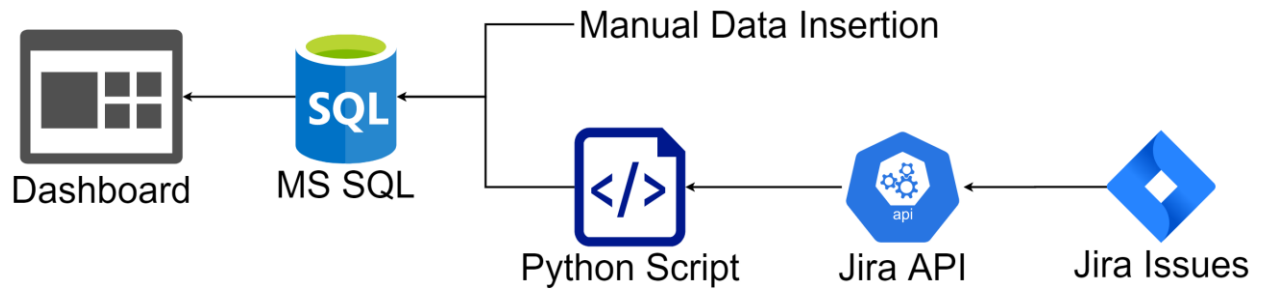 Manual Data Insertion
SQL
Dashboard
MS SQL
</>
api
Python Script
Jira API
Jira Issues